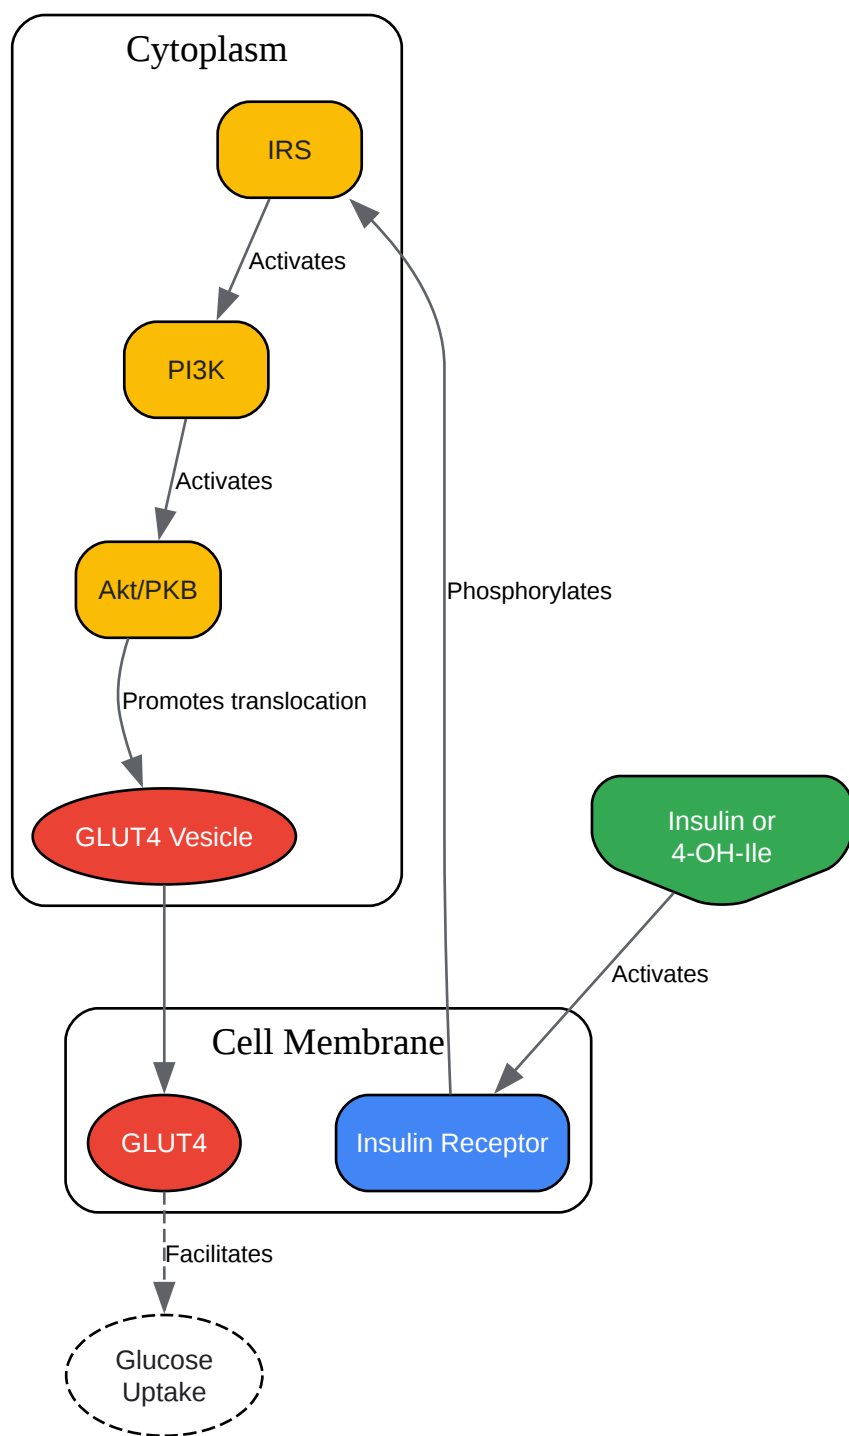 Cytoplasm
IRS
Activates
PI3K
Activates
Akt/PKB
Phosphorylates
Promotes translocation
GLUT4 Vesicle
Insulin or
4-OH-Ile
Activates
Cell Membrane
GLUT4
Insulin Receptor
Facilitates
Glucose
Uptake